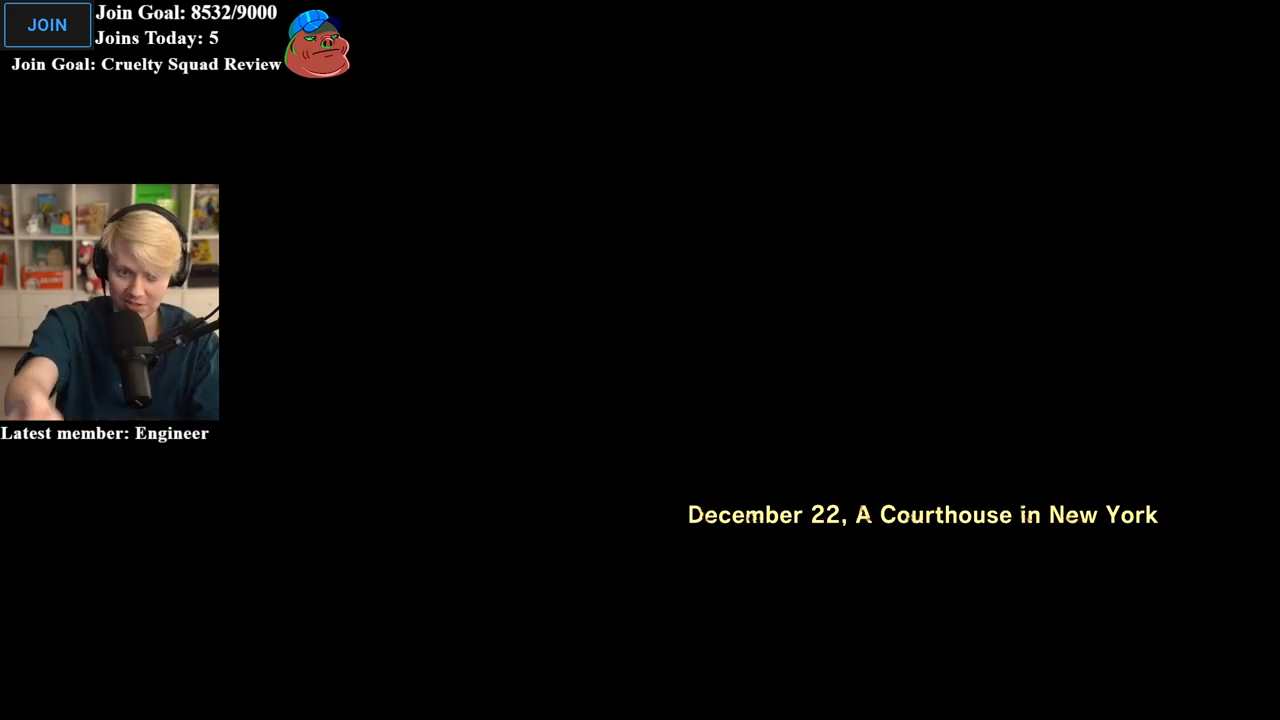 JOIN
Join Goal: 8532/9000
Joins Today: 5
Join Goal: Cruelty Squad Review
Latest member: Engineer
December 22, A Courthouse in New York